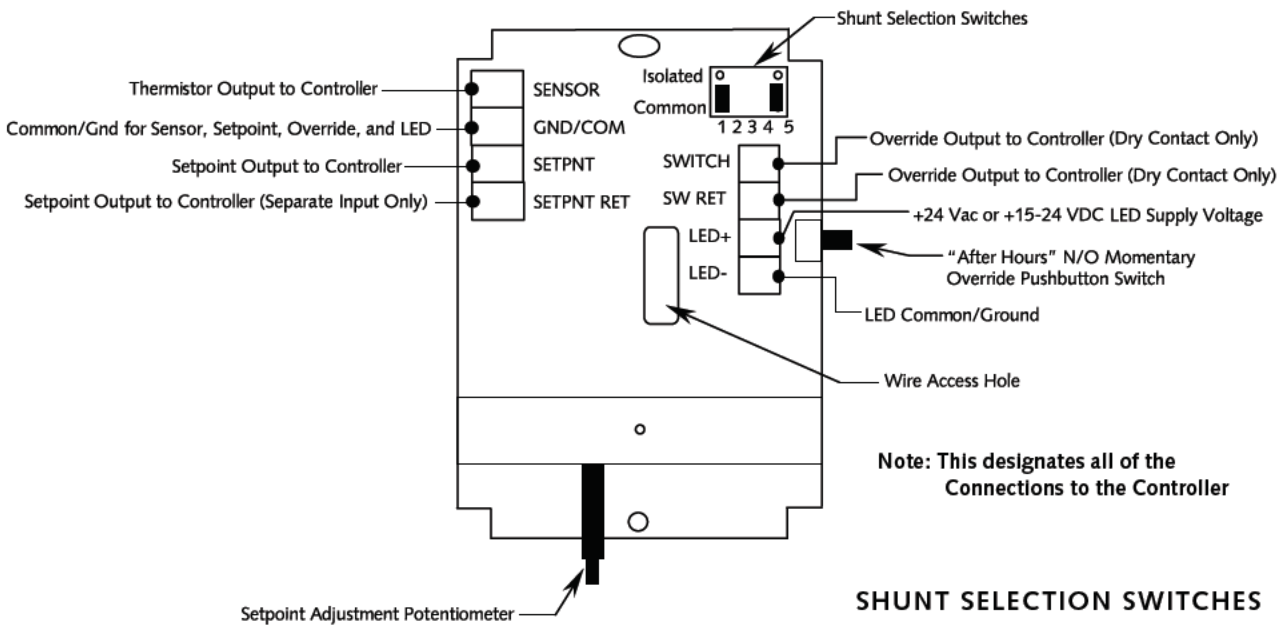 Shunt Selection Switches
Isolated
Common
1 2 3 4 5
Thermistor Output to Controller
SENSOR
Common/Gnd for Sensor, Setpoint, Override, and LED
GND/COM
Setpoint Output to Controller
SETPNT
Setpoint Output to Controller (Separate Input Only)
SETPNT RET
SWITCH
Override Output to Controller (Dry Contact Only)
SW RET
Override Output to Controller (Dry Contact Only)
LED+
+24 Vac or +15-24 VDC LED Supply Voltage
"After Hours" N/O Momentary
Override Pushbutton Switch
LED-
LED Common/Ground
Wire Access Hole
Note: This designates all of the
Connections to the Controller
Setpoint Adjustment Potentiometer
SHUNT SELECTION SWITCHES